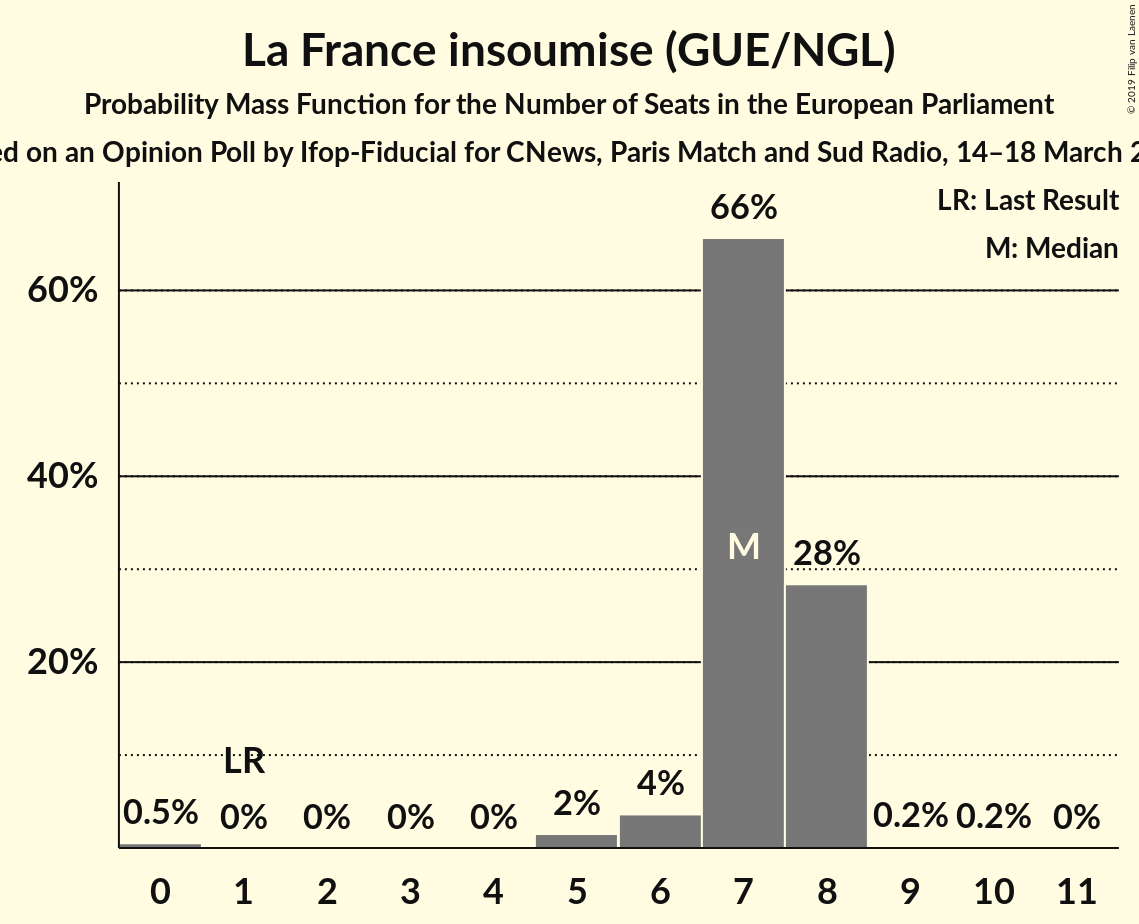 La France insoumise (GUE/NGL)
Probability Mass Function for the Number of Seats in the European Parliament
on an Opinion Poll by Ifop-Fiducial for CNews, Paris Match and Sud Radio, 14–18 March
© 2019 Filip van Laenen
LR: Last Result
M: Median
66%
60%
40%
M
28%
20%
LR
0.5% 0% 0% 0% 0% 2% 4% 0.2% 0.2% 0%
0 1 2 3 4 5 6 7 8 9 10 11